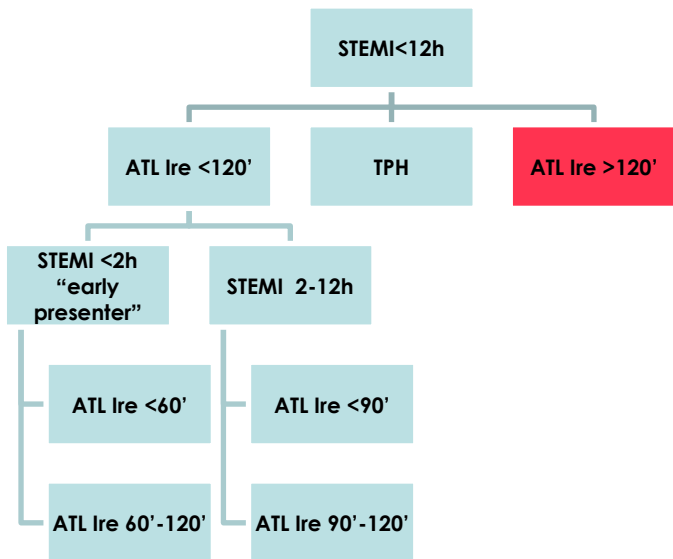 STEMI<12h
ATL Ire <120’
TPH
ATL Ire >120’
STEMI <2h
“early
presenter”
STEMI 2-12h
ATL Ire <60’
ATL Ire <90’
ATL Ire 60’-120’
ATL Ire 90’-120’